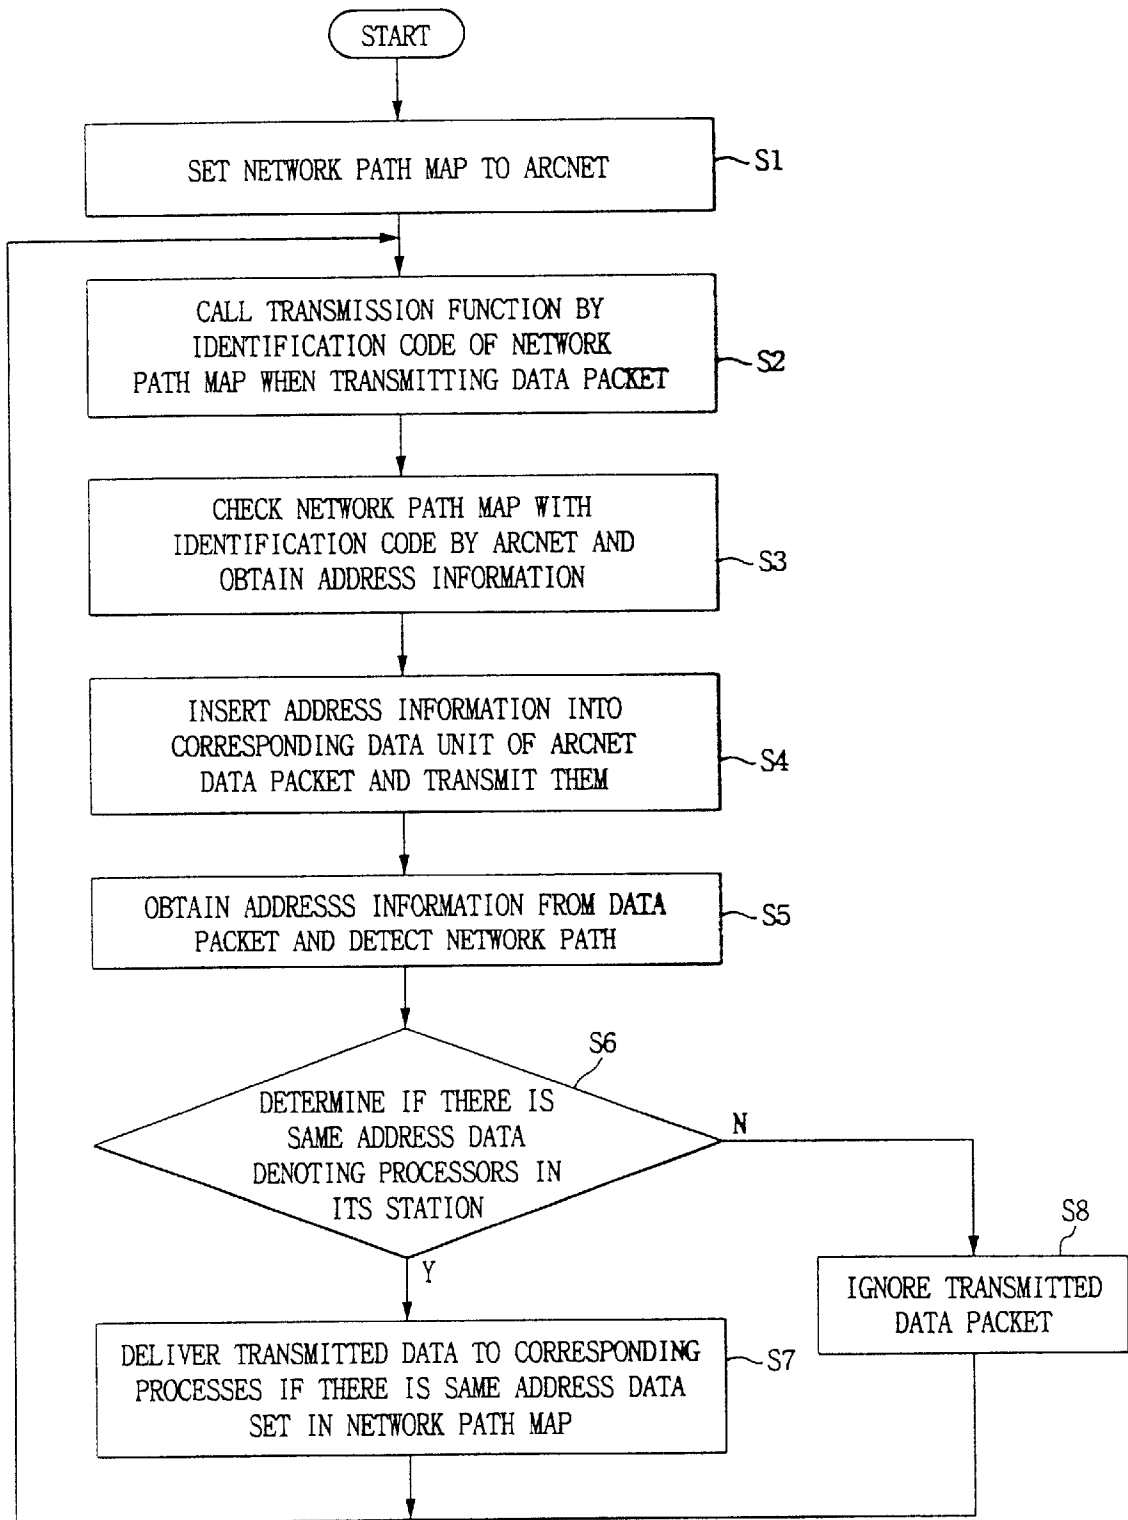 START
SET NETWORK PATH MAP TO ARCNET
S1
CALL TRANSMISSION FUNCTION BY
IDENTIFICATION CODE OF NETWORK
PATH MAP WHEN TRANSMITTING DATA PACKET
S2
CHECK NETWORK PATH MAP WITH
IDENTIFICATION CODE BY ARCNET AND
OBTAIN ADDRESS INFORMATION
S3
INSERT ADDRESS INFORMATION INTO
CORRESPONDING DATA UNIT OF ARCNET
DATA PACKET AND TRANSMIT THEM
S4
OBTAIN ADDRESSS INFORMATION FROM DATA
PACKET AND DETECT NETWORK PATH
S5
S6
DETERMINE IF THERE IS
SAME ADDRESS DATA
DENOTING PROCESSORS IN
ITS STATION
N
Y
S8
IGNORE TRANSMITTED
DATA PACKET
DELIVER TRANSMITTED DATA TO CORRESPONDING
PROCESSES IF THERE IS SAME ADDRESS DATA
SET IN NETWORK PATH MAP
S7